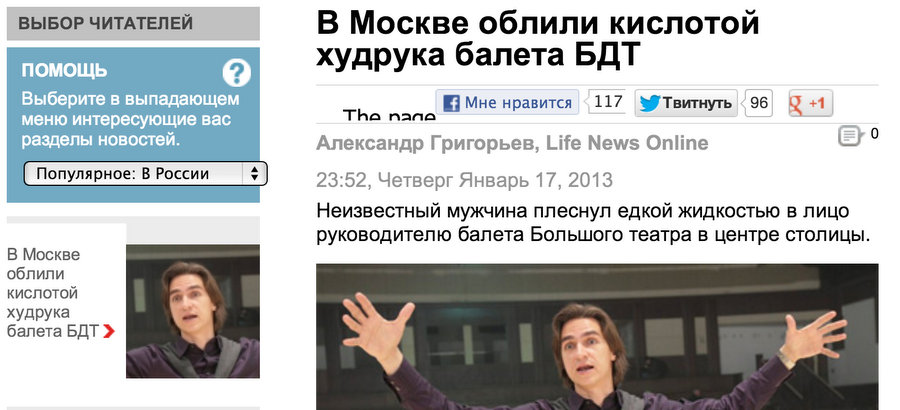 ВЫБОР ЧИТАТЕЛЕЙ
ПОМОЩЬ
?
Выберите в выпадающем
меню интересующие вас
разделы новостей.
Популярное: В России
В Москве
облили
кислотой
худрука
балета БДТ
В Москве облили кислотой
худрука балета БДТ
The page
Мне нравится 117
Твитнуть 96
g +1
Александр Григорьев, Life News Online
0
23:52, Четверг Январь 17, 2013
Неизвестный мужчина плеснул едкой жидкостью в лицо
руководителю балета Большого театра в центре столицы.